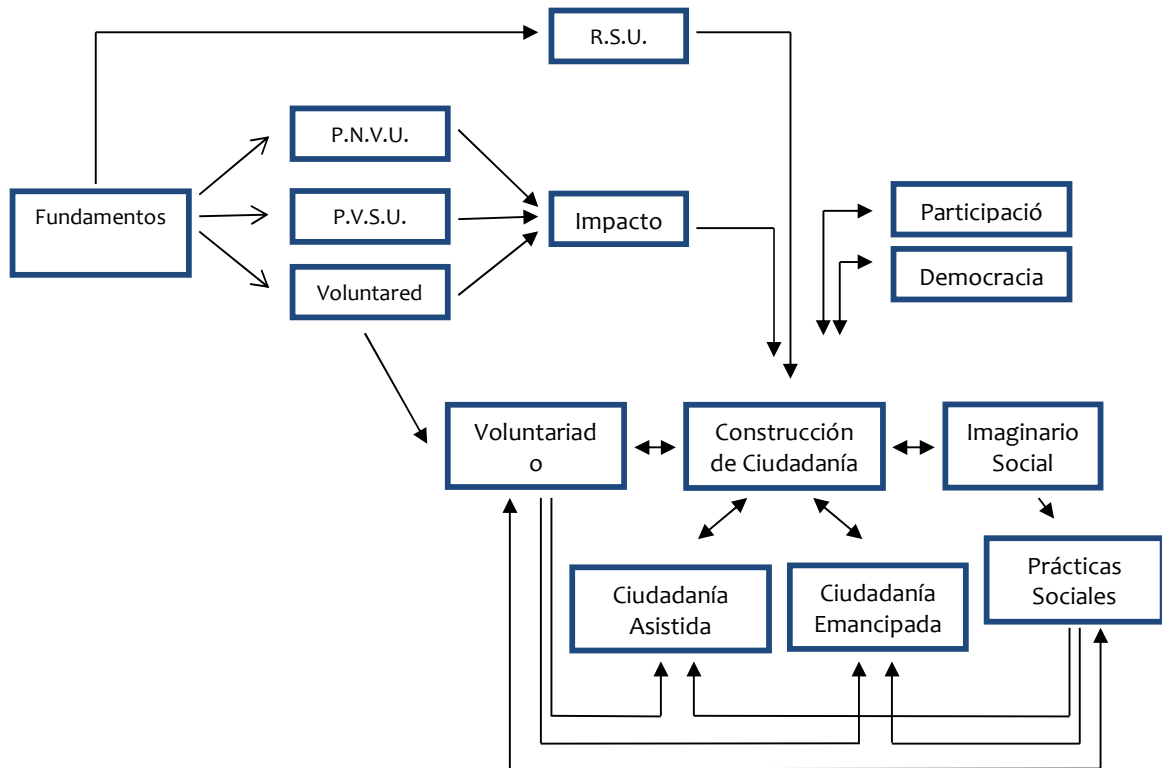 R.S.U.
P.N.V.U.
Fundamentos
P.V.S.U.
Impacto
Participació
Voluntared
Democracia
Voluntariad
o
Construcción
de Ciudadanía
Imaginario
Social
Ciudadanía
Asistida
Ciudadanía
Emancipada
Prácticas
Sociales